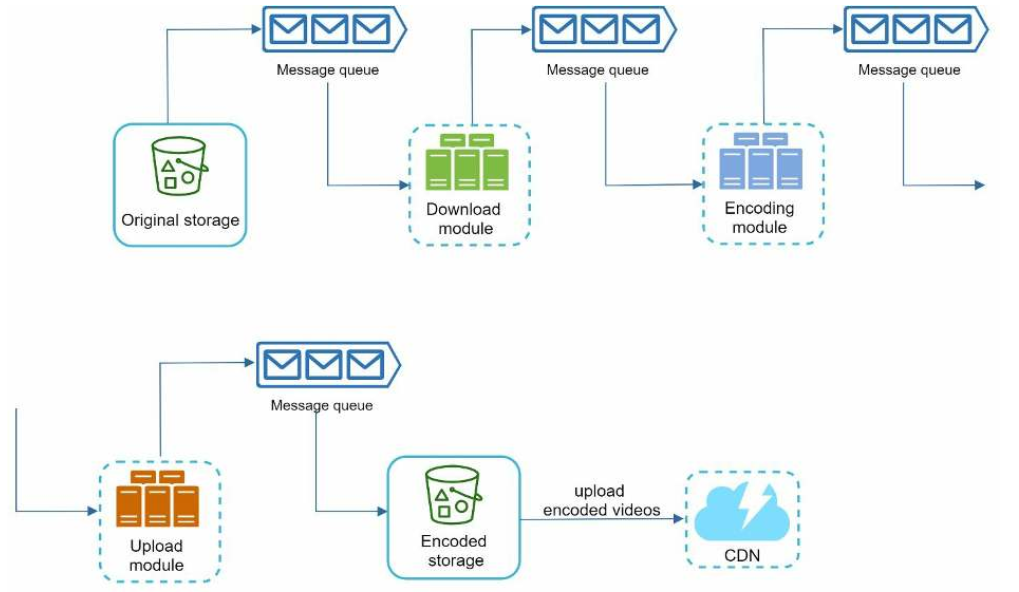 Message queue
Message queue
Message queue
Original storage
Download
module
Encoding
module
Message queue
Upload
module
Encoded
storage
upload
encoded videos
CDN